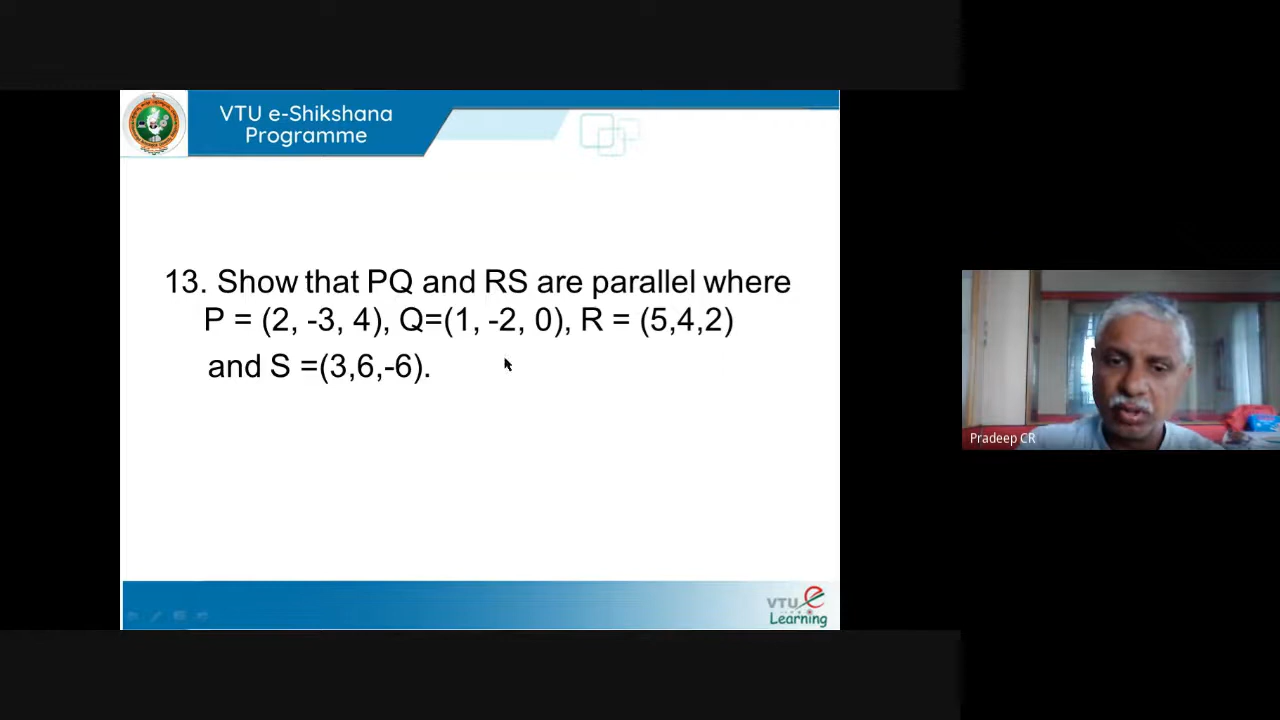 VTU e-Shikshana
Programme
13. Show that PQ and RS are parallel where
P = (2, -3, 4), Q=(1, -2, 0), R = (5,4,2)
and S =(3,6,-6).
Pradeep CR
VTU e
Learning